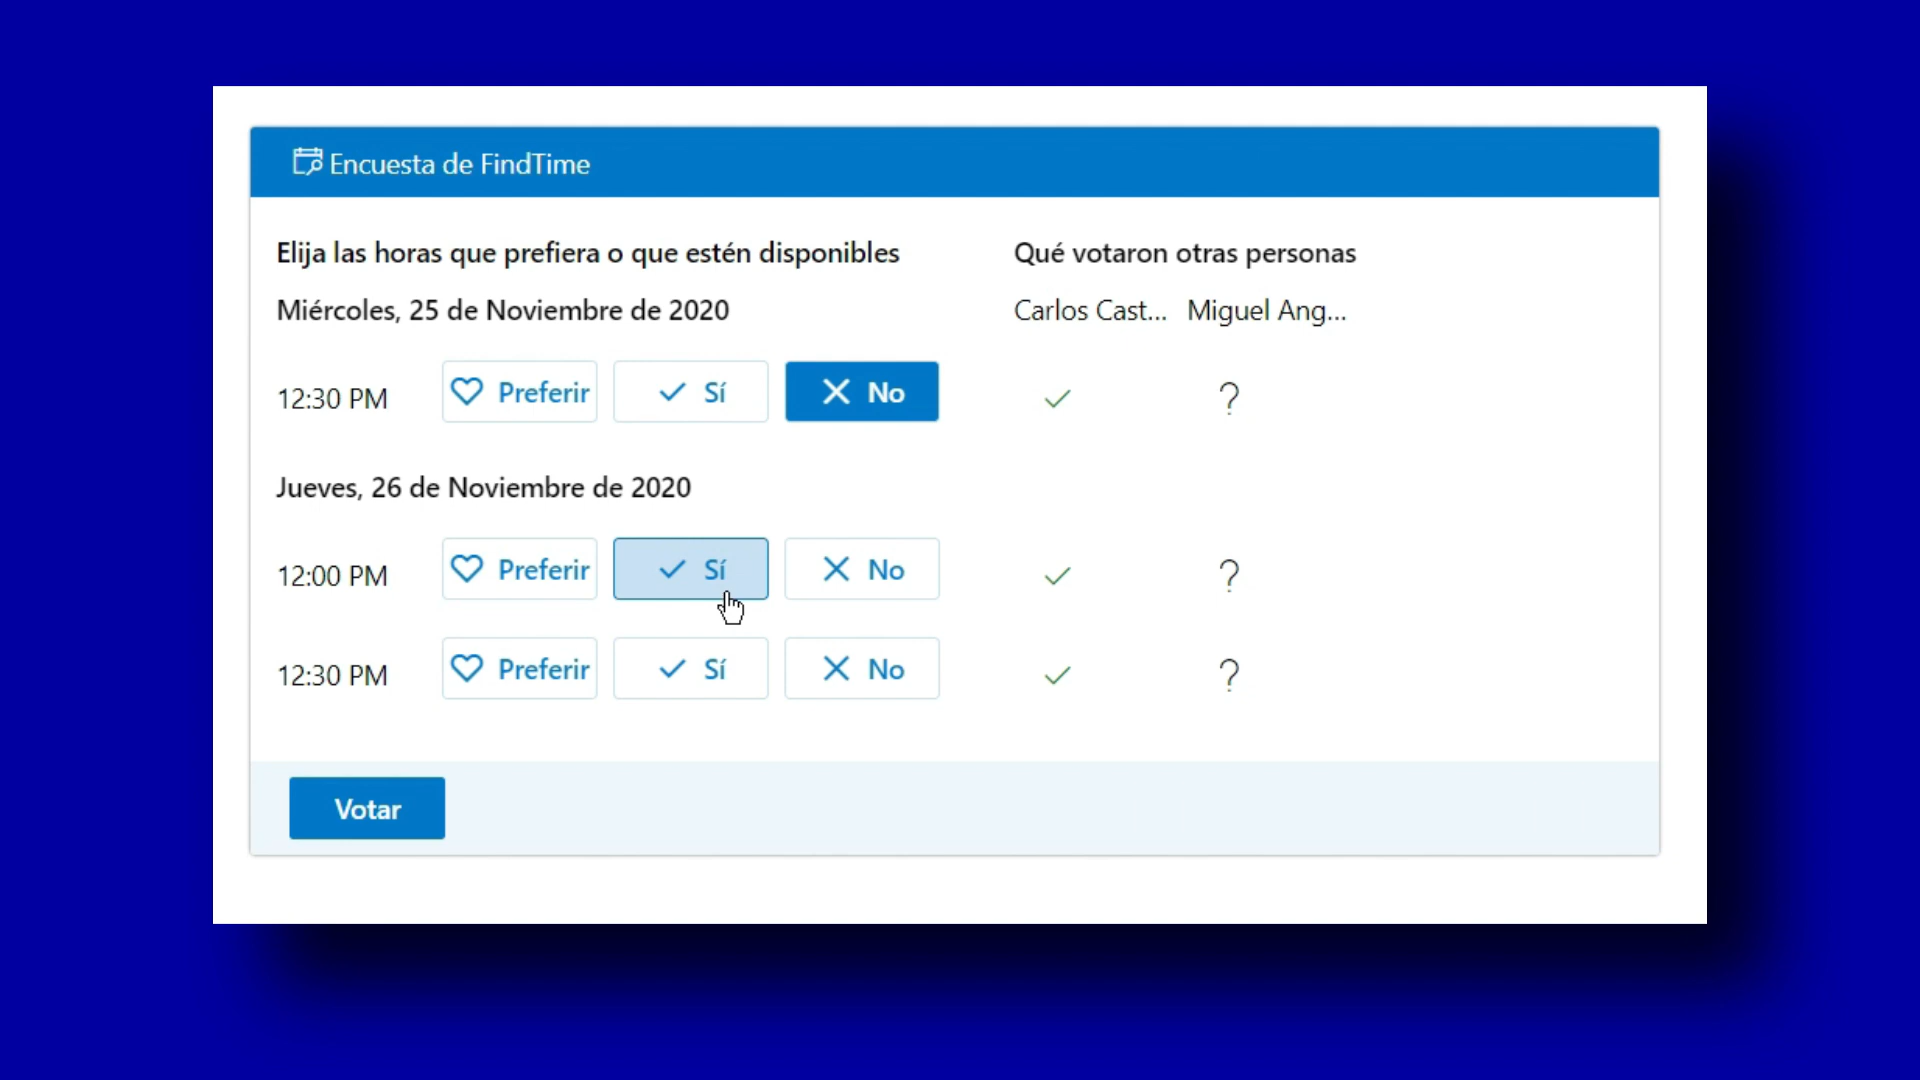 Encuesta de FindTime
Elija las horas que prefiera o que estén disponibles
Qué votaron otras personas
Miércoles, 25 de Noviembre de 2020
Carlos Cast... Miguel Ang...
12:30 PM Preferir Sí No ?
Jueves, 26 de Noviembre de 2020
12:00 PM Preferir Sí No ?
12:30 PM Preferir Sí No ?
Votar